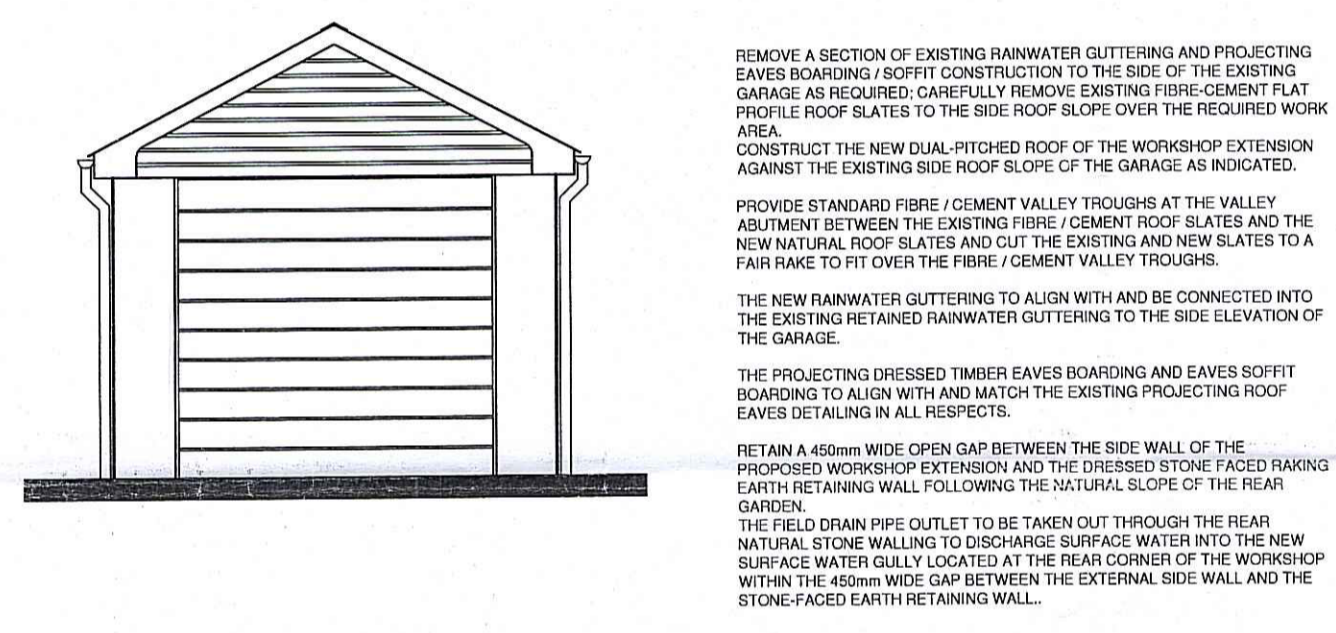 REMOVE A SECTION OF EXISTING RAINWATER GUTTERING AND PROJECTING
EAVES BOARDING / SOFFIT CONSTRUCTION TO THE SIDE OF THE EXISTING
GARAGE AS REQUIRED; CAREFULLY REMOVE EXISTING FIBRE-CEMENT FLAT
PROFILE ROOF SLATES TO THE SIDE ROOF SLOPE OVER THE REQUIRED WORK
AREA.
CONSTRUCT THE NEW DUAL-PITCHED ROOF OF THE WORKSHOP EXTENSION
AGAINST THE EXISTING SIDE ROOF SLOPE OF THE GARAGE AS INDICATED.
PROVIDE STANDARD FIBRE / CEMENT VALLEY TROUGHS AT THE VALLEY
ABUTMENT BETWEEN THE EXISTING FIBRE / CEMENT ROOF SLATES AND THE
NEW NATURAL ROOF SLATES AND CUT THE EXISTING AND NEW SLATES TO A
FAIR RAKE TO FIT OVER THE FIBRE / CEMENT VALLEY TROUGHS.
THE NEW RAINWATER GUTTERING TO ALIGN WITH AND BE CONNECTED INTO
THE EXISTING RETAINED RAINWATER GUTTERING TO THE SIDE ELEVATION OF
THE GARAGE.
THE PROJECTING DRESSED TIMBER EAVES BOARDING AND EAVES SOFFIT
BOARDING TO ALIGN WITH AND MATCH THE EXISTING PROJECTING ROOF
EAVES DETAILING IN ALL RESPECTS.
RETAIN A 450mm WIDE OPEN GAP BETWEEN THE SIDE WALL OF THE
PROPOSED WORKSHOP EXTENSION AND THE DRESSED STONE FACED RAKING
EARTH RETAINING WALL FOLLOWING THE NATURAL SLOPE OF THE REAR
GARDEN.
THE FIELD DRAIN PIPE OUTLET TO BE TAKEN OUT THROUGH THE REAR
NATURAL STONE WALLING TO DISCHARGE SURFACE WATER INTO THE NEW
SURFACE WATER GULLY LOCATED AT THE REAR CORNER OF THE WORKSHOP
WITHIN THE 450mm WIDE GAP BETWEEN THE EXTERNAL SIDE WALL AND THE
STONE-FACED EARTH RETAINING WALL..